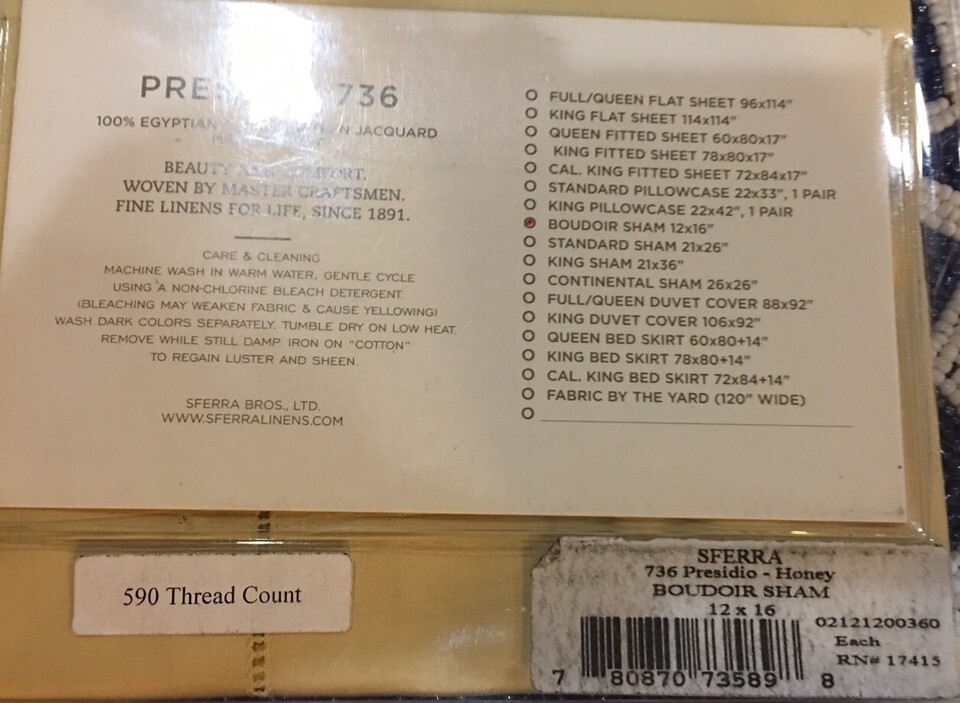 PRE 736
100% EGYPTIAN JACQUARD
BEAUTY COMFORT.
WOVEN BY MASTER CRAFTSMEN.
FINE LINENS FOR LIFE, SINCE 1891.
CARE & CLEANING
MACHINE WASH IN WARM WATER, GENTLE CYCLE
USING A NON-CHLORINE BLEACH DETERGENT.
(BLEACHING MAY WEAKEN FABRIC & CAUSE YELLOWING)
WASH DARK COLORS SEPARATELY. TUMBLE DRY ON LOW HEAT.
REMOVE WHILE STILL DAMP. IRON ON "COTTON"
TO REGAIN LUSTER AND SHEEN.
SFERRA BROS., LTD.
WWW.SFERRALINENS.COM
FULL/QUEEN FLAT SHEET 96x114"
KING FLAT SHEET 114x114"
QUEEN FITTED SHEET 60x80x17"
KING FITTED SHEET 78x80x17"
CAL. KING FITTED SHEET 72x84x17"
STANDARD PILLOWCASE 22x33", 1 PAIR
KING PILLOWCASE 22x42", 1 PAIR
BOUDOIR SHAM 12x16"
STANDARD SHAM 21x26"
KING SHAM 21x36"
CONTINENTAL SHAM 26x26"
FULL/QUEEN DUVET COVER 88x92"
KING DUVET COVER 106x92"
QUEEN BED SKIRT 60x80+14"
KING BED SKIRT 78x80+14"
CAL. KING BED SKIRT 72x84+14"
FABRIC BY THE YARD (120" WIDE)
590 Thread Count
SFERRA
736 Presidio - Honey
BOUDOIR SHAM
12 x 16
02121200360
Each
RN# 17415
7 80870 73589 8